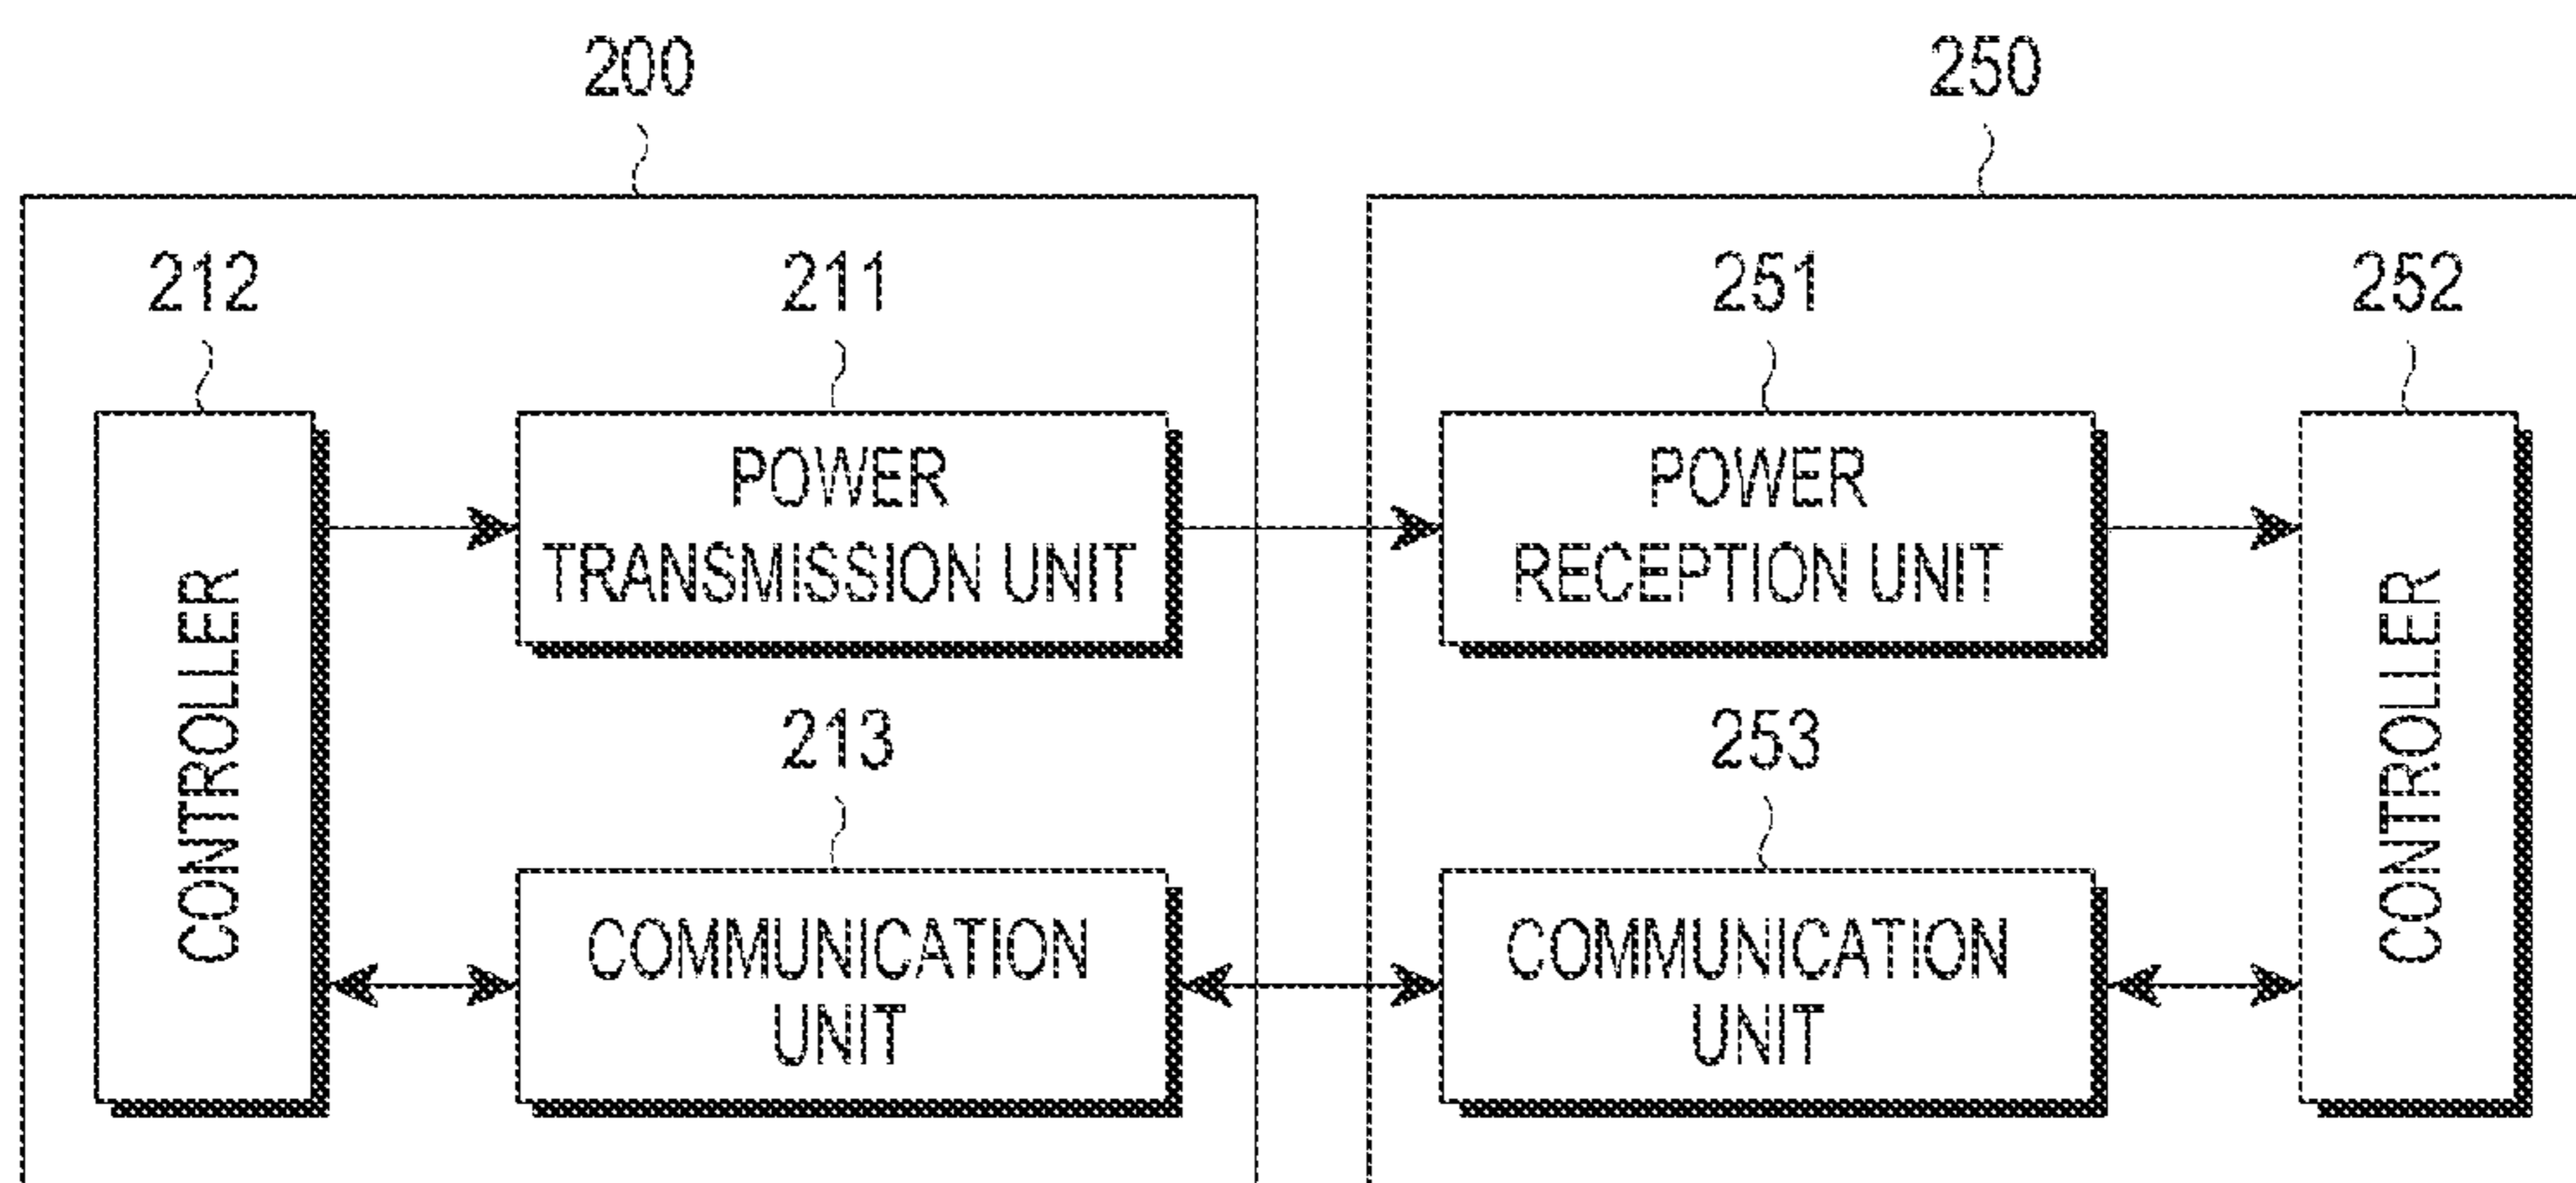 200
250
212
211
251
252
POWER
TRANSMISSION UNIT
POWER
RECEPTION UNIT
CONTROLLER
CONTROLLER
213
253
COMMUNICATION
UNIT
COMMUNICATION
UNIT